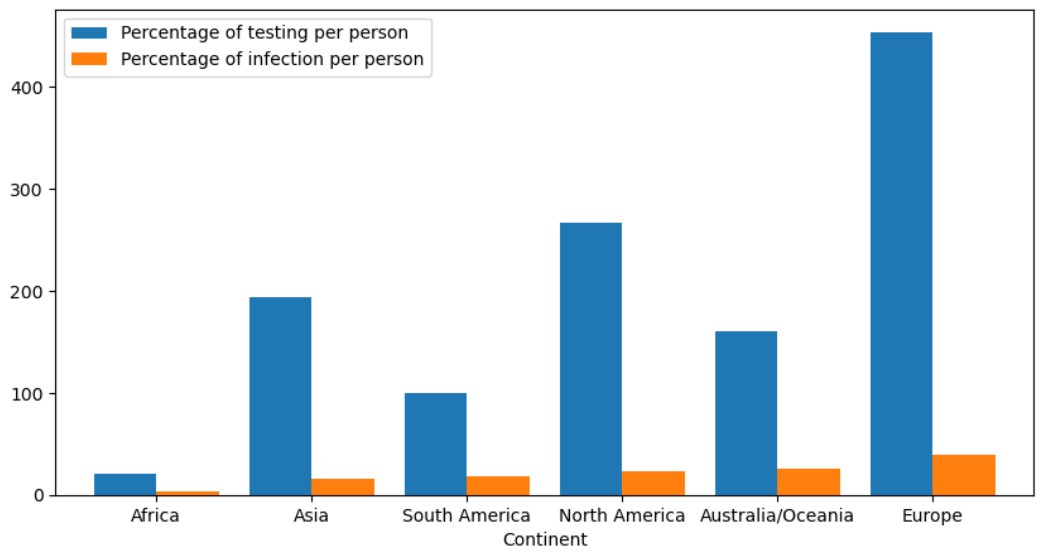 Percentage of testing per person
Percentage of infection per person
400
300
200
100
0
Africa Asia South America North America Australia/Oceania Europe
Continent